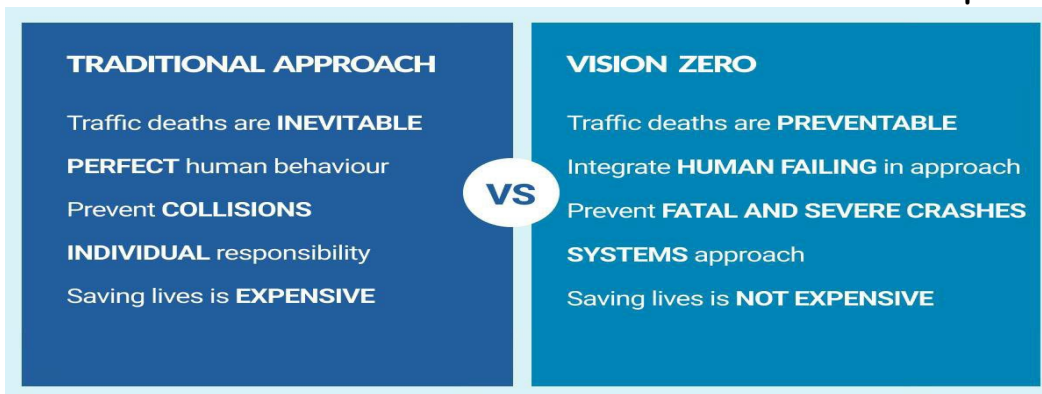 TRADITIONAL APPROACH
Traffic deaths are INEVITABLE
PERFECT human behaviour
Prevent COLLISIONS
INDIVIDUAL responsibility
Saving lives is EXPENSIVE
VS
VISION ZERO
Traffic deaths are PREVENTABLE
Integrate HUMAN FAILING in approach
Prevent FATAL AND SEVERE CRASHES
SYSTEMS approach
Saving lives is NOT EXPENSIVE